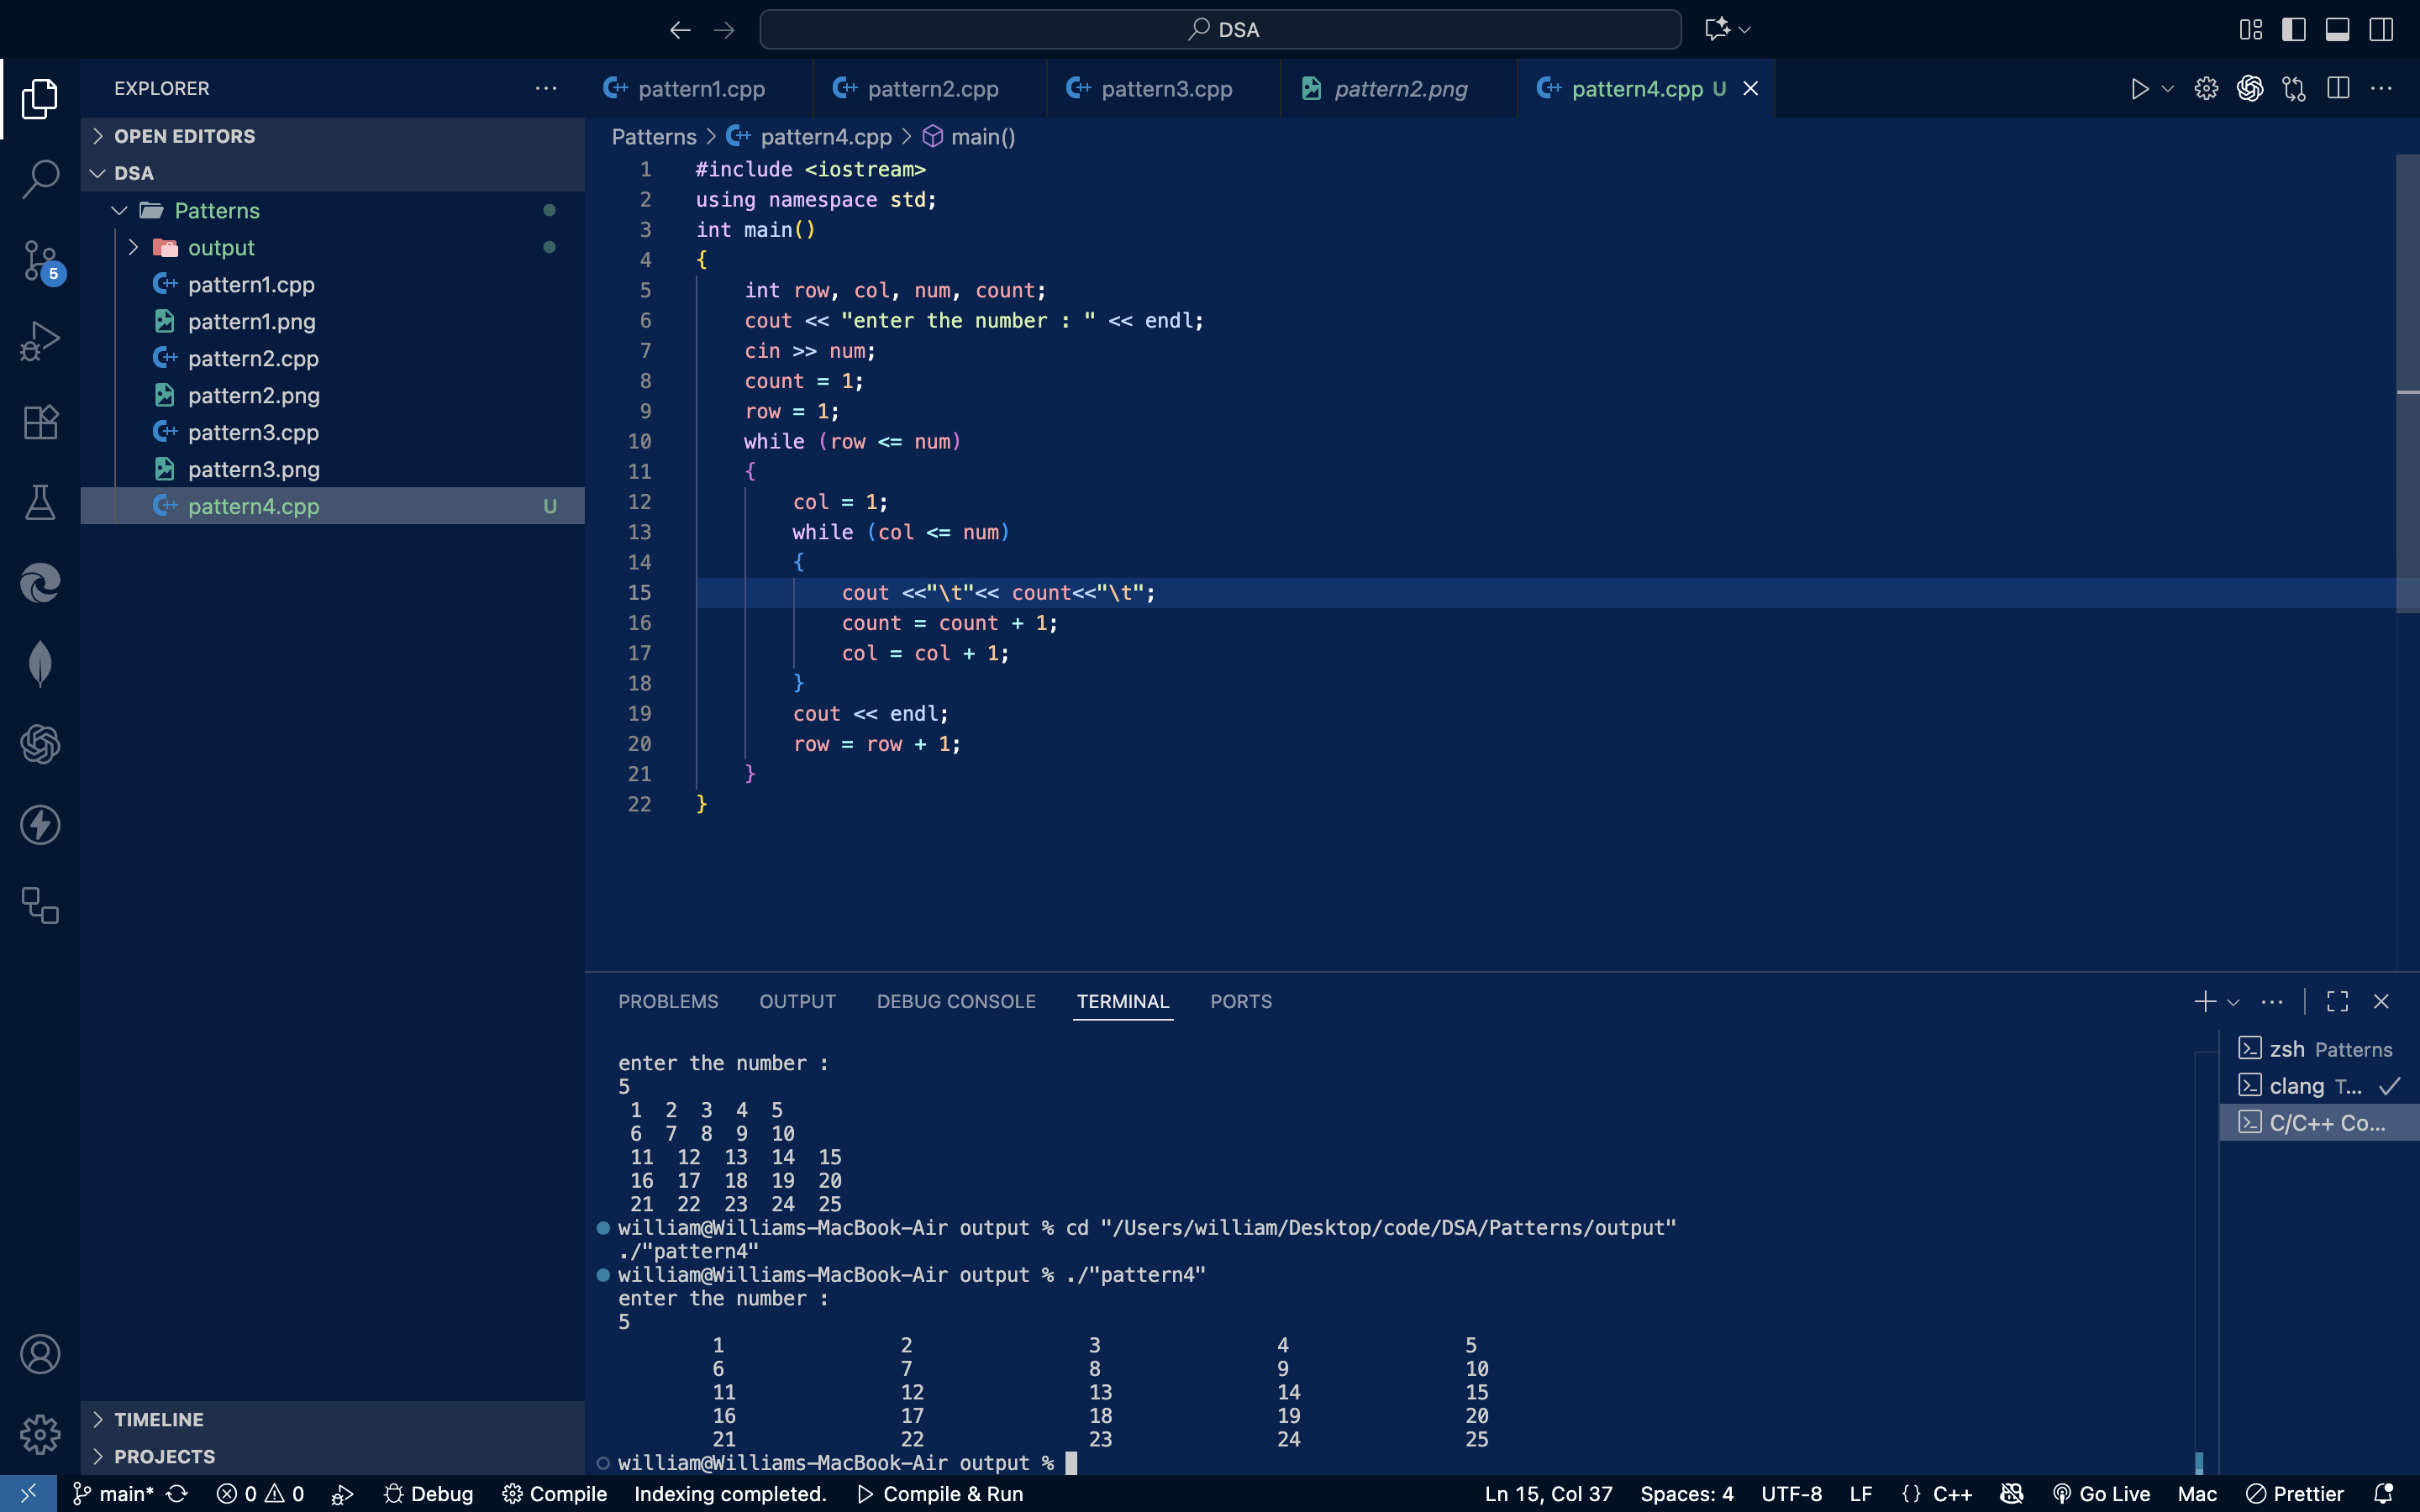 DSA
EXPLORER
OPEN EDITORS
DSA
Patterns
output
pattern1.cpp
pattern1.png
pattern2.cpp
pattern2.png
pattern3.cpp
pattern3.png
pattern4.cpp U
TIMELINE
PROJECTS
5
pattern1.cpp pattern2.cpp pattern3.cpp pattern2.png pattern4.cpp U
Patterns > pattern4.cpp > main()
1 #include <iostream>
2 using namespace std;
3 int main()
4 {
5 int row, col, num, count;
6 cout << "enter the number : " << endl;
7 cin >> num;
8 count = 1;
9 row = 1;
10 while (row <= num)
11 {
12 col = 1;
13 while (col <= num)
14 {
15 cout <<"\t"<< count<<"\t";
16 count = count + 1;
17 col = col + 1;
18 }
19 cout << endl;
20 row = row + 1;
21 }
22 }
PROBLEMS OUTPUT DEBUG CONSOLE TERMINAL PORTS
enter the number :
5
1 2 3 4 5
6 7 8 9 10
11 12 13 14 15
16 17 18 19 20
21 22 23 24 25
william@Williams-MacBook-Air output % cd "/Users/william/Desktop/code/DSA/Patterns/output"
./"pattern4"
william@Williams-MacBook-Air output % ./"pattern4"
enter the number :
5
1 2 3 4 5
6 7 8 9 10
11 12 13 14 15
16 17 18 19 20
21 22 23 24 25
william@Williams-MacBook-Air output %
zsh Patterns
clang T...
C/C++ Co...
main* 0 0 Debug Compile Indexing completed. Compile & Run Ln 15, Col 37 Spaces: 4 UTF-8 LF {} C++ Go Live Mac Prettier